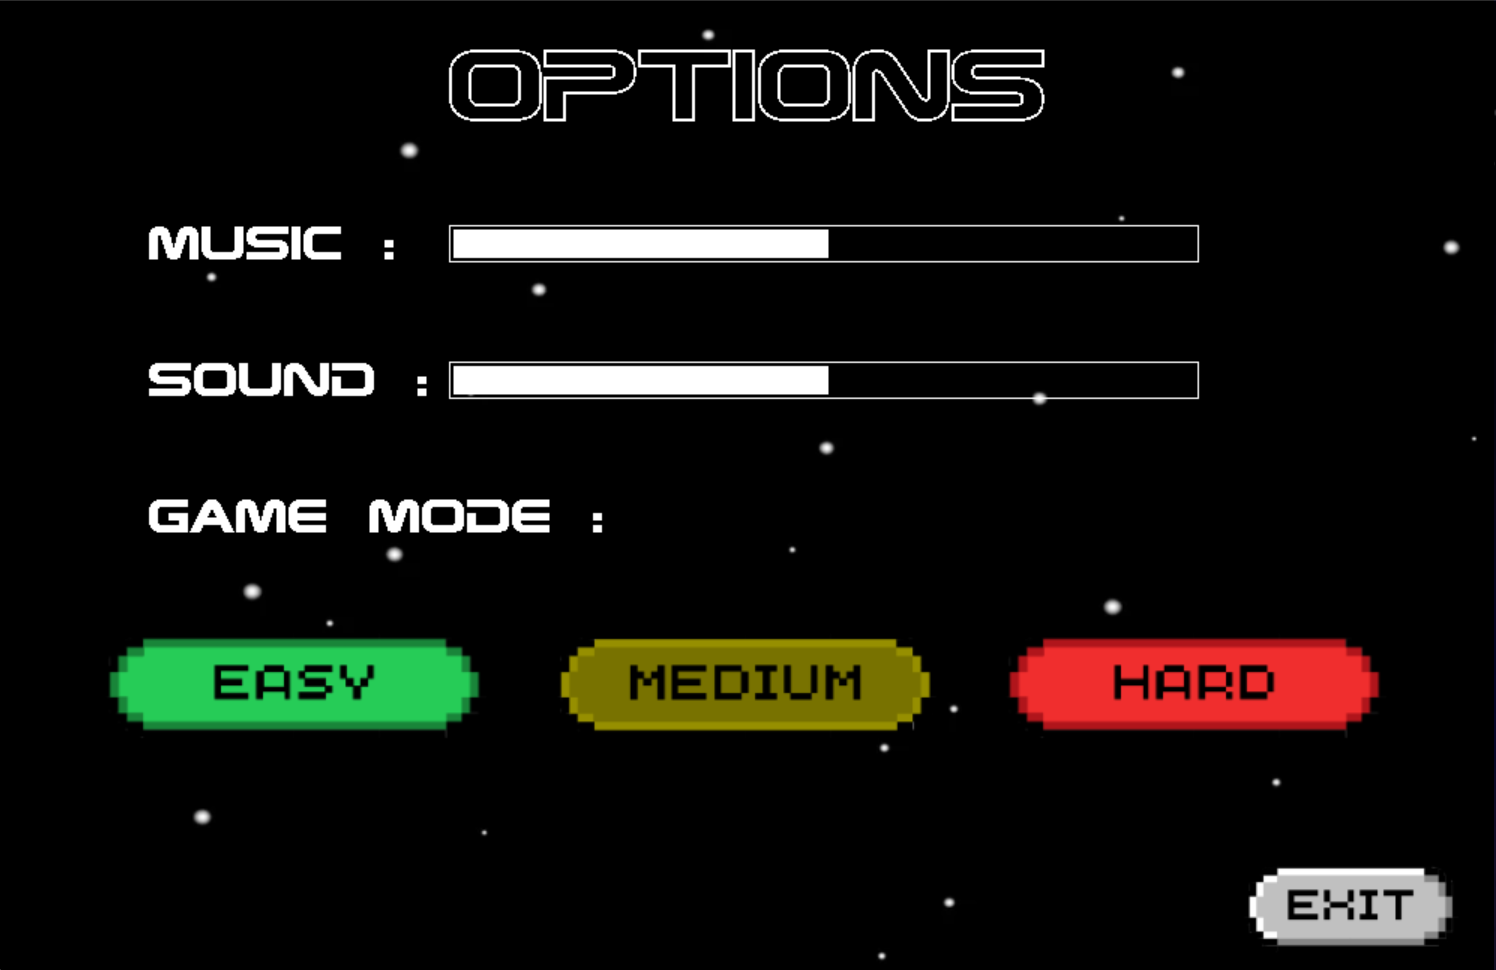 OPTIONS
MUSIC :
SOUND :
GAME MODE :
EASY MEDIUM HARD
EXIT